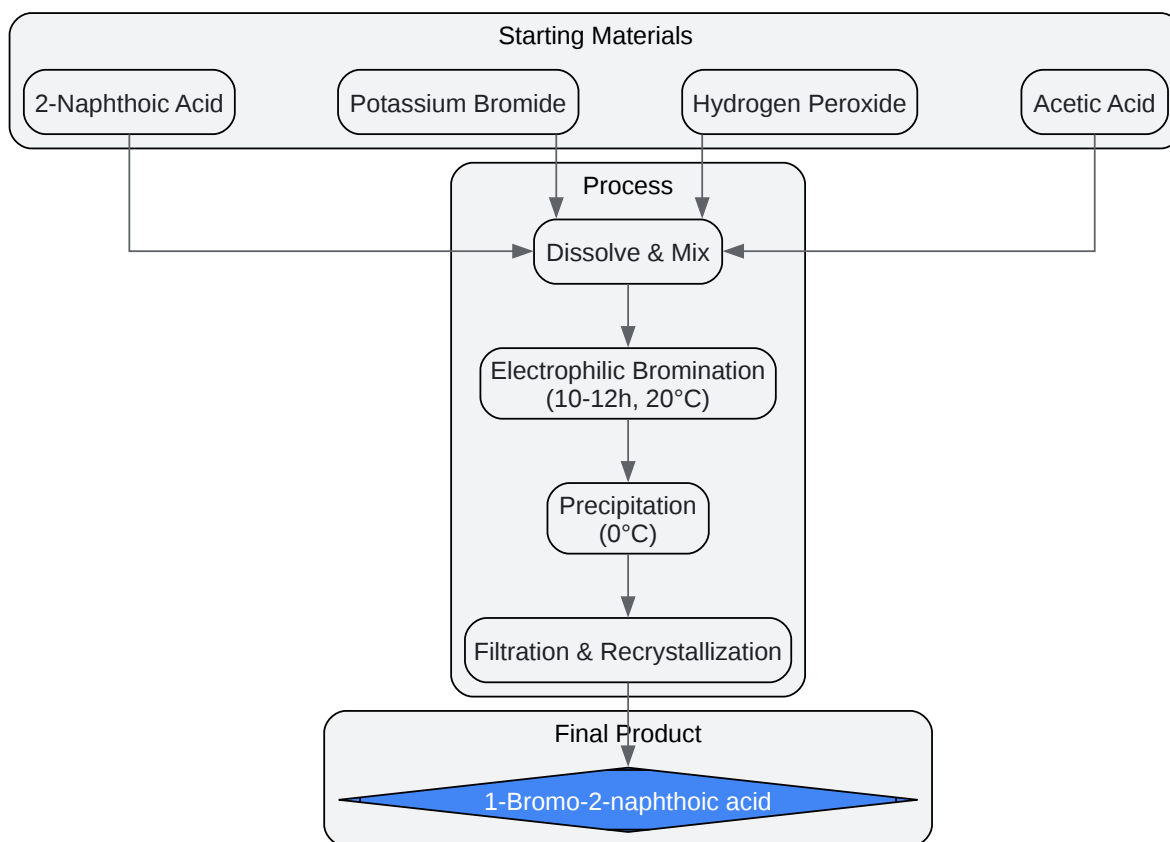 Starting Materials
2-Naphthoic Acid
Potassium Bromide
Hydrogen Peroxide
Acetic Acid
Process
Dissolve & Mix
Electrophilic Bromination
(10-12h, 20°C)
Precipitation
(0°C)
Filtration & Recrystallization
Final Product
1-Bromo-2-naphthoic acid